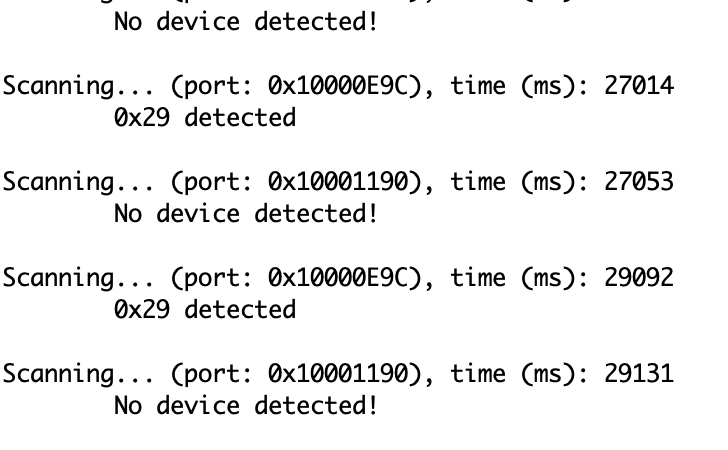 No device detected!
Scanning... (port: 0x10000E9C), time (ms): 27014
0x29 detected
Scanning... (port: 0x10001190), time (ms): 27053
No device detected!
Scanning... (port: 0x10000E9C), time (ms): 29092
0x29 detected
Scanning... (port: 0x10001190), time (ms): 29131
No device detected!